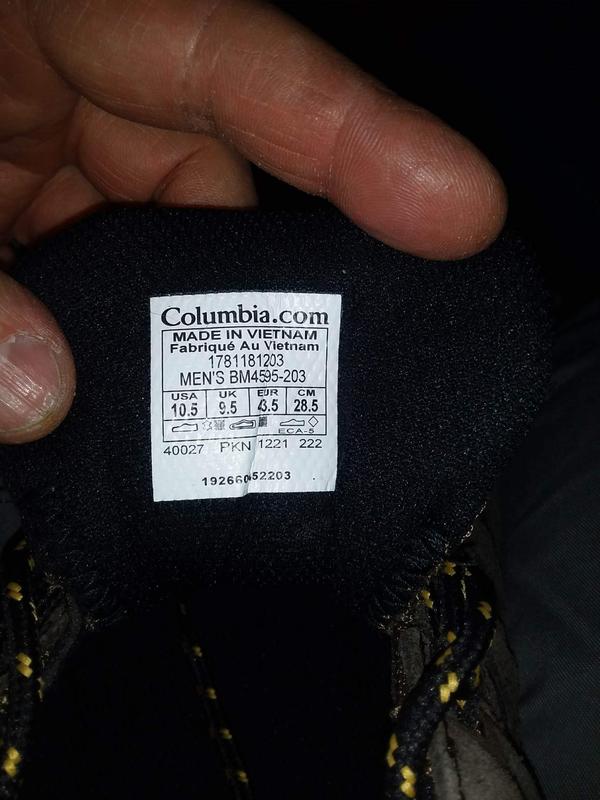 Columbia.com
MADE IN VIETNAM
Fabriqué Au Vietnam
1781181203
MEN'S BM4595-203
USA UK EUR CM
10.5 9.5 43.5 28.5
ECA-5
40027 PKN 1221 222
19266052203